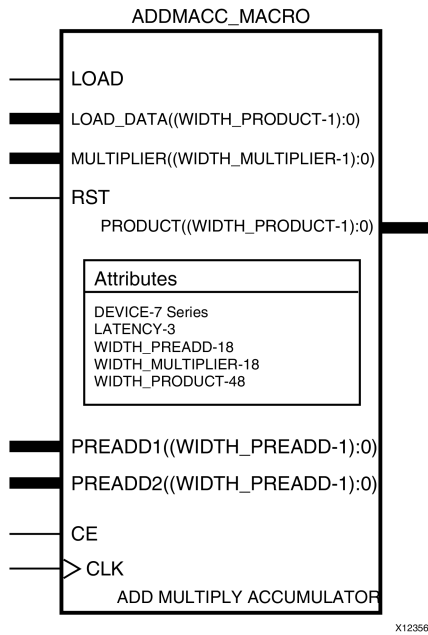 ADDMACC_MACRO
LOAD
LOAD_DATA((WIDTH_PRODUCT-1):0)
MULTIPLIER((WIDTH_MULTIPLIER-1):0)
RST
PRODUCT((WIDTH_PRODUCT-1):0)
Attributes
DEVICE-7 Series
LATENCY-3
WIDTH_PREADD-18
WIDTH_MULTIPLIER-18
WIDTH_PRODUCT-48
PREADD1((WIDTH_PREADD-1):0)
PREADD2((WIDTH_PREADD-1):0)
CE
CLK
ADD MULTIPLY ACCUMULATOR
X12356